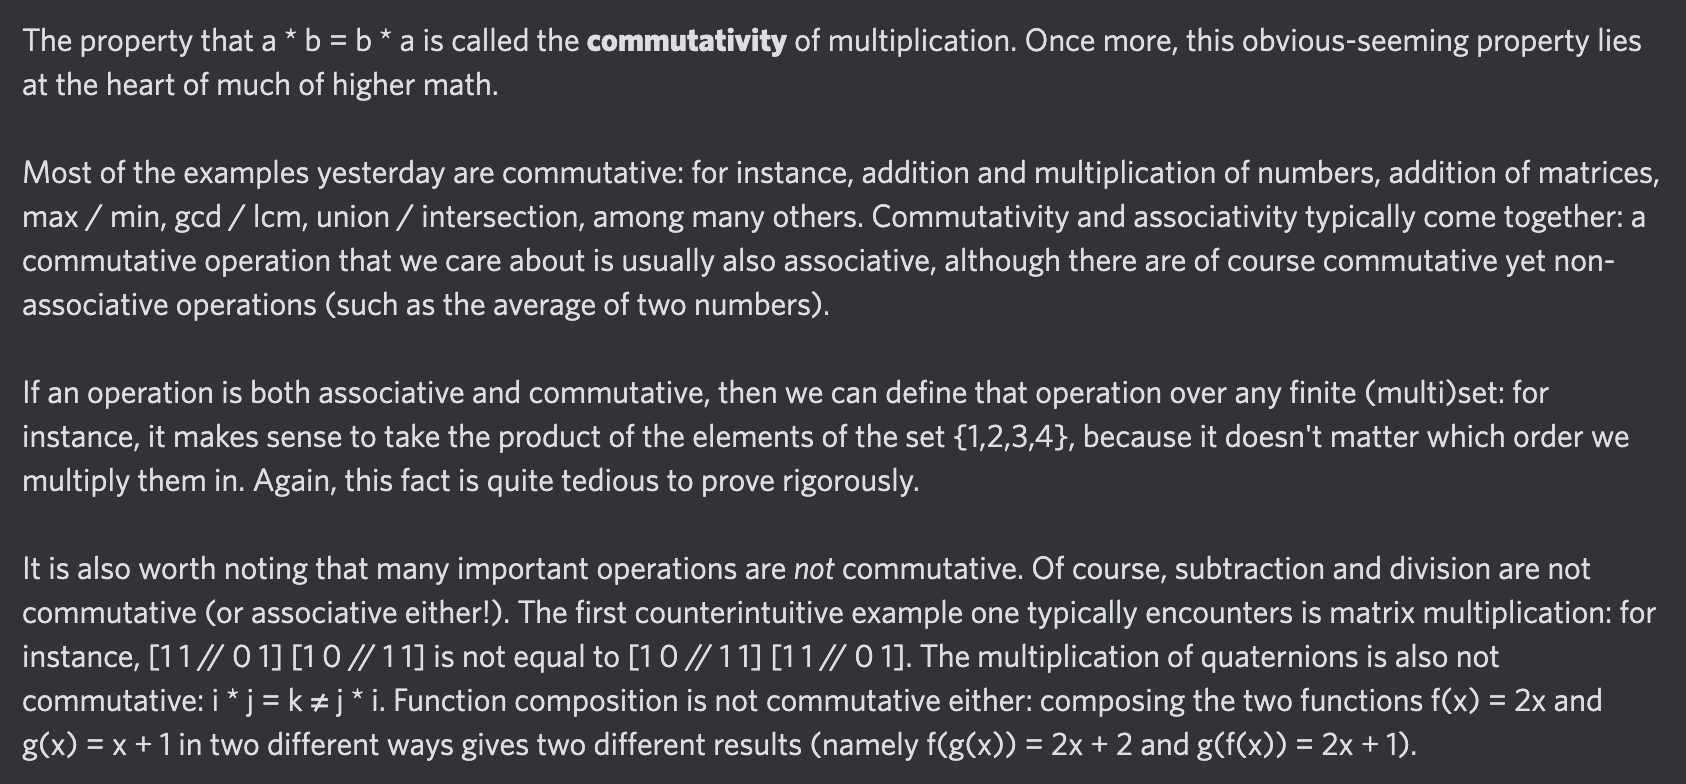 The property that a * b = b * a is called the commutativity of multiplication. Once more, this obvious-seeming property lies
at the heart of much of higher math.
Most of the examples yesterday are commutative: for instance, addition and multiplication of numbers, addition of matrices,
max / min, gcd / lcm, union / intersection, among many others. Commutativity and associativity typically come together: a
commutative operation that we care about is usually also associative, although there are of course commutative yet non-
associative operations (such as the average of two numbers).
If an operation is both associative and commutative, then we can define that operation over any finite (multi)set: for
instance, it makes sense to take the product of the elements of the set {1,2,3,4}, because it doesn't matter which order we
multiply them in. Again, this fact is quite tedious to prove rigorously.
It is also worth noting that many important operations are not commutative. Of course, subtraction and division are not
commutative (or associative either!). The first counterintuitive example one typically encounters is matrix multiplication: for
instance, [1 1 // 0 1] [1 0 // 1 1] is not equal to [1 0 // 1 1] [1 1 // 0 1]. The multiplication of quaternions is also not
commutative: i * j = k ≠ j * i. Function composition is not commutative either: composing the two functions f(x) = 2x and
g(x) = x + 1 in two different ways gives two different results (namely f(g(x)) = 2x + 2 and g(f(x)) = 2x + 1).